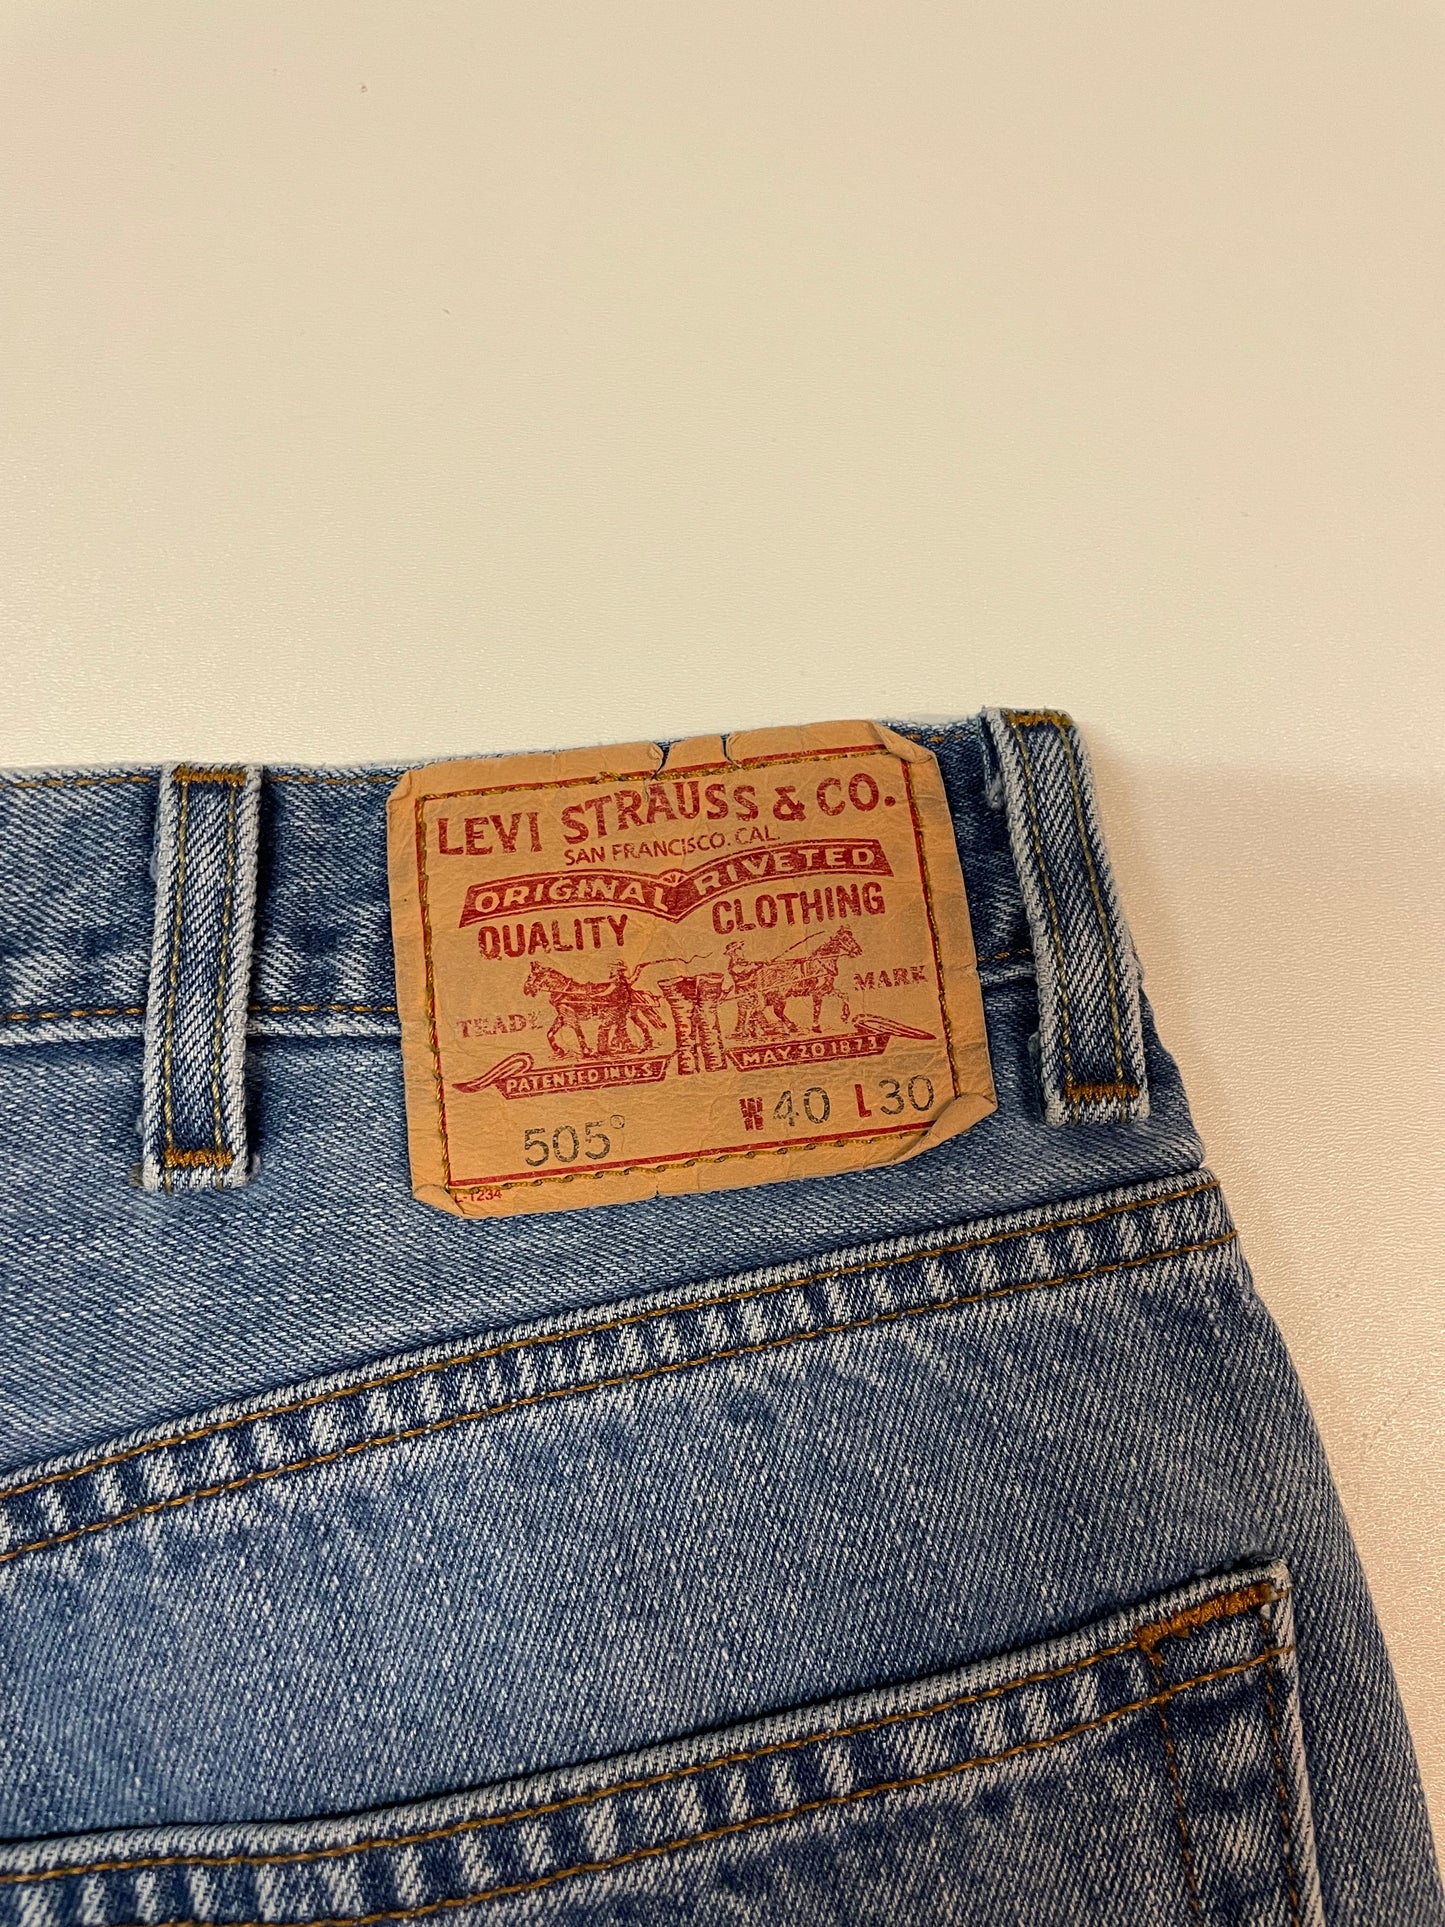 LEVI STRAUSS & CO.
SAN FRANCISCO. CAL.
ORIGINAL RIVETED
QUALITY CLOTHING
TRADE MARK
PATENTED IN U.S. MAY 20 1873
505° W 40 L 30
L-1234